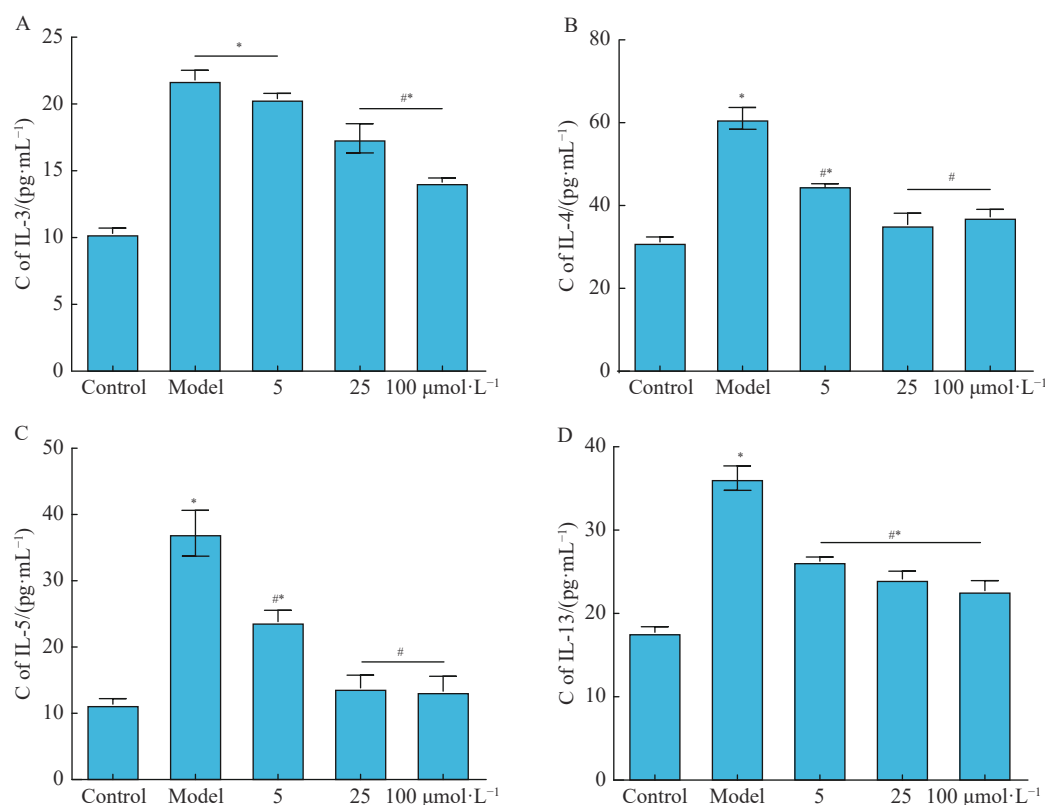 A
C of IL-3/(pg·mL⁻¹)
25
20
15
10
5
0
*
#*
Control Model 5 25 100 μmol·L⁻¹
B
C of IL-4/(pg·mL⁻¹)
80
60
40
20
0
*
#*
#
Control Model 5 25 100 μmol·L⁻¹
C
C of IL-5/(pg·mL⁻¹)
50
40
30
20
10
0
*
#*
#
Control Model 5 25 100 μmol·L⁻¹
D
C of IL-13/(pg·mL⁻¹)
40
30
20
10
0
*
#*
Control Model 5 25 100 μmol·L⁻¹